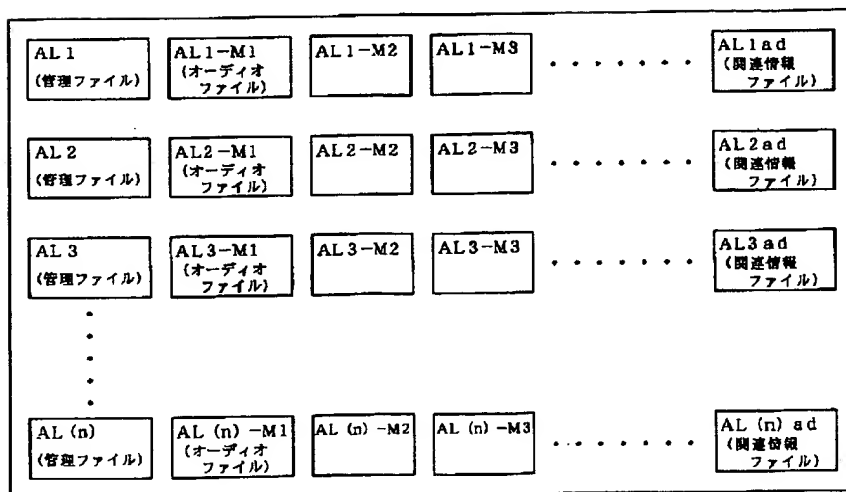 AL1
(管理ファイル)
AL1-M1
(オーディオ
ファイル)
AL1-M2
AL1-M3
AL1ad
(関連情報
ファイル)
AL2
(管理ファイル)
AL2-M1
(オーディオ
ファイル)
AL2-M2
AL2-M3
AL2ad
(関連情報
ファイル)
AL3
(管理ファイル)
AL3-M1
(オーディオ
ファイル)
AL3-M2
AL3-M3
AL3ad
(関連情報
ファイル)
AL(n)
(管理ファイル)
AL(n)-M1
(オーディオ
ファイル)
AL(n)-M2
AL(n)-M3
AL(n)ad
(関連情報
ファイル)